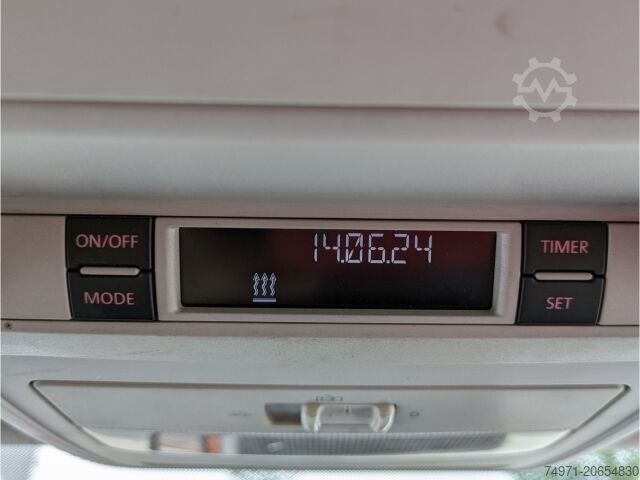 14.06.24
ON/OFF
TIMER
MODE
SET
74971-20654830